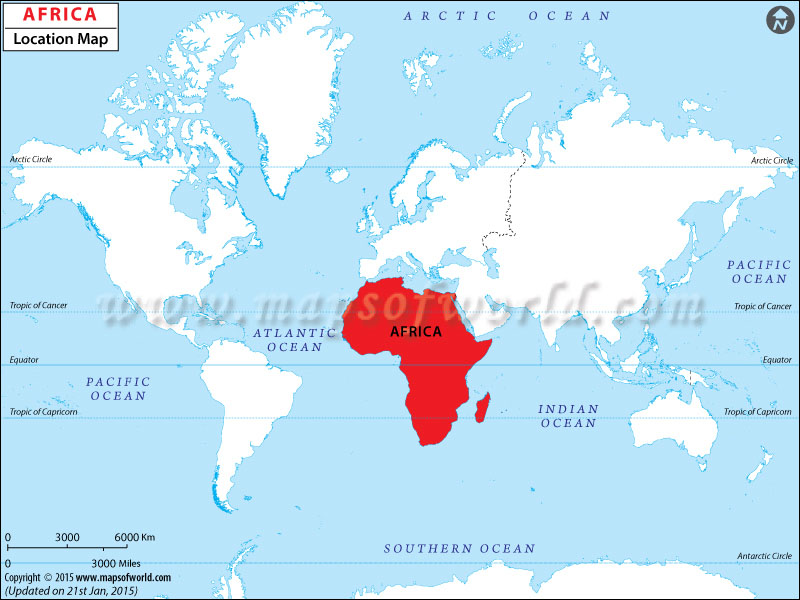 AFRICA
Location Map
N
ARCTIC OCEAN
Arctic Circle
Arctic Circle
PACIFIC
OCEAN
Tropic of Cancer
Tropic of Cancer
www.mapsofworld.com
ATLANTIC
OCEAN
AFRICA
Equator
Equator
PACIFIC
OCEAN
Tropic of Capricorn
INDIAN
OCEAN
Tropic of Capricorn
0 3000 6000 Km
SOUTHERN OCEAN
Antarctic Circle
0 3000 Miles
Copyright © 2015 www.mapsofworld.com
(Updated on 21st Jan, 2015)